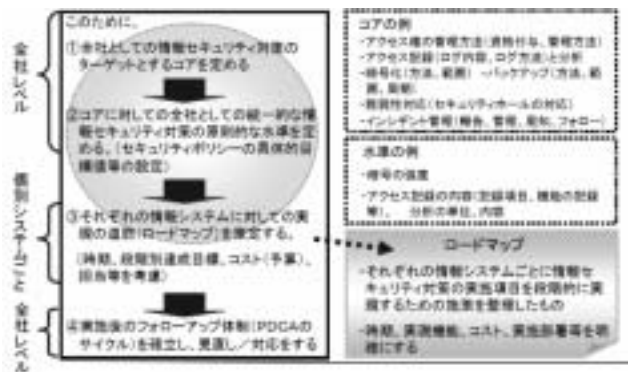 全社レベル
個別システムごと
全社レベル
このために、
①全社としての情報セキュリティ対策の
ターゲットとするコアを定める
②コアに対しての全社としての統一的な情
報セキュリティ対策の原則的な水準を定
める。(セキュリティポリシーの具体的目
標値等の設定)
③それぞれの情報システムに対しての実
現の道筋(ロードマップ)を策定する。
(時期、段階別達成目標、コスト(予算)、
担当等を考慮)
④実施後のフォローアップ体制(PDCAの
サイクル)を確立し、見直し/対応をする
コアの例
・アクセス権の管理方法(資格付与、管理方法)
・アクセス記録(ログ内容、ログ方法)と分析
・暗号化(方法、範囲) ・バックアップ(方法、範
囲、周期)
・脆弱性対応(セキュリティホールの対応)
・インシデント管理(報告、管理、周知、フォロー)
水準の例
・暗号の強度
・アクセス記録の内容(記録項目、機能の記録
等)、 分析の単位、内容
ロードマップ
・それぞれの情報システムごとに情報セ
キュリティ対策の実施項目を段階的に実
現するための施策を整理したもの
・時期、実現機能、コスト、実施部署等を明
確にする